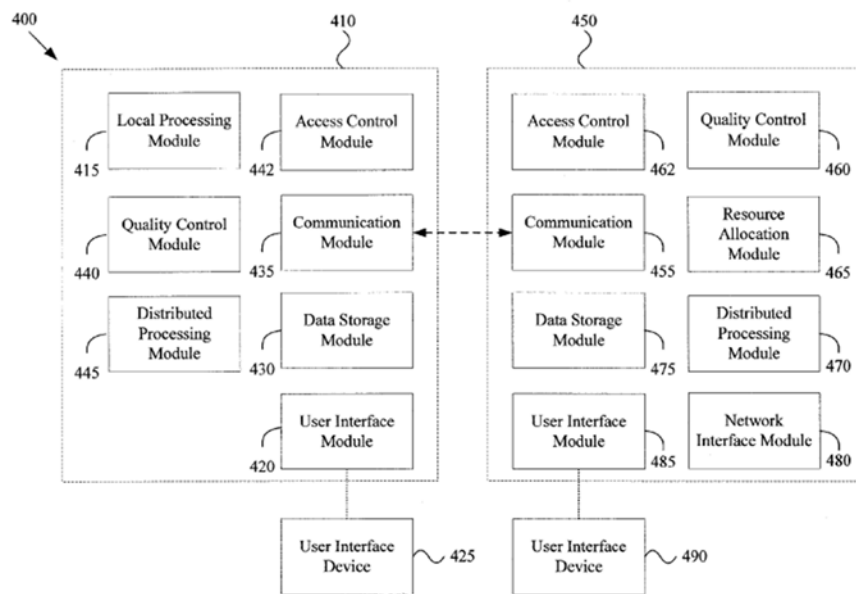 400
410
450
Local Processing
Module
415
Access Control
Module
442
Access Control
Module
462
Quality Control
Module
460
Quality Control
Module
440
Communication
Module
435
Communication
Module
455
Resource
Allocation
Module
465
Distributed
Processing
Module
445
Data Storage
Module
430
Data Storage
Module
475
Distributed
Processing
Module
470
User Interface
Module
420
User Interface
Module
485
Network
Interface Module
480
User Interface
Device
425
User Interface
Device
490